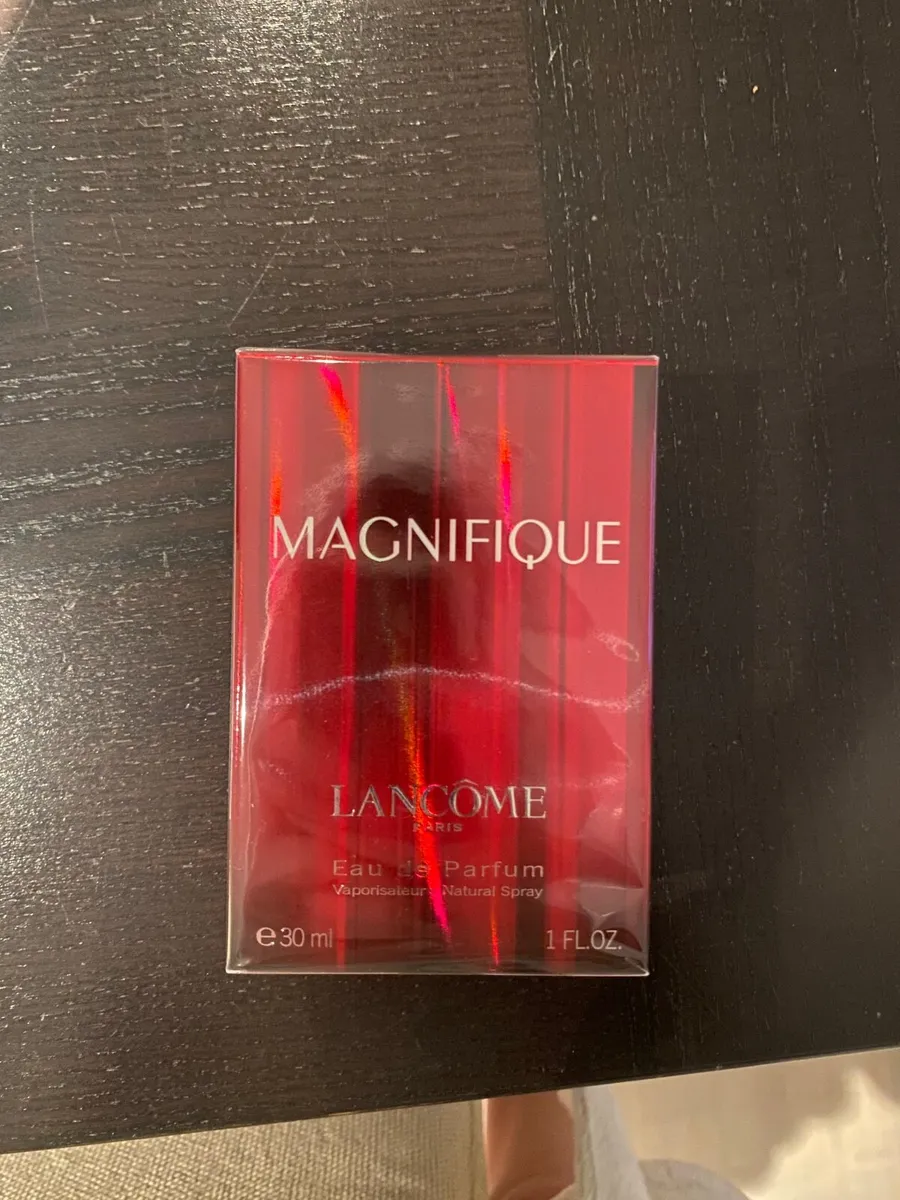 MAGNIFIQUE
LANCÔME
PARIS
Eau de Parfum
Vaporisateur Natural Spray
e 30 ml 1 FL.OZ.